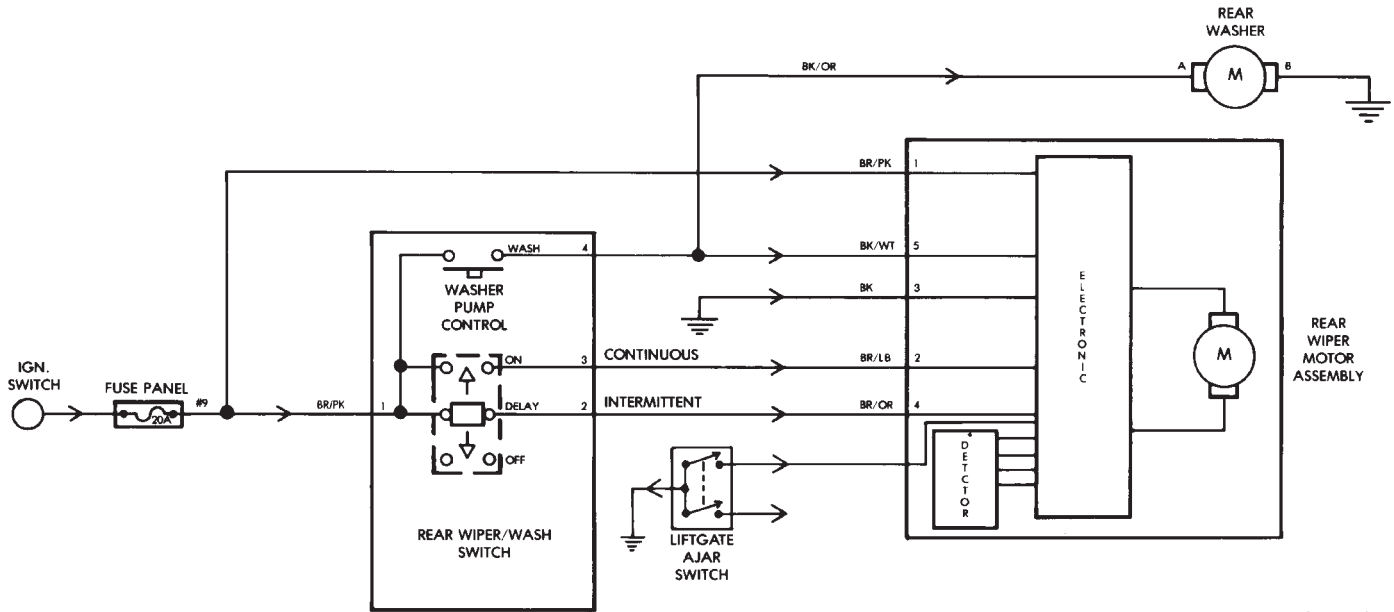 REAR
WASHER
BK/OR
A
M
B
BR/PK
1
WASH
4
BK/WT
5
WASHER
PUMP
CONTROL
BK
3
ELECTRONIC
REAR
WIPER
MOTOR
ASSEMBLY
M
ON
3
CONTINUOUS
BR/LB
2
IGN.
SWITCH
FUSE PANEL
20A
#9
BR/PK
1
DELAY
2
INTERMITTENT
BR/OR
4
OFF
DETCTOR
REAR WIPER/WASH
SWITCH
LIFTGATE
AJAR
SWITCH